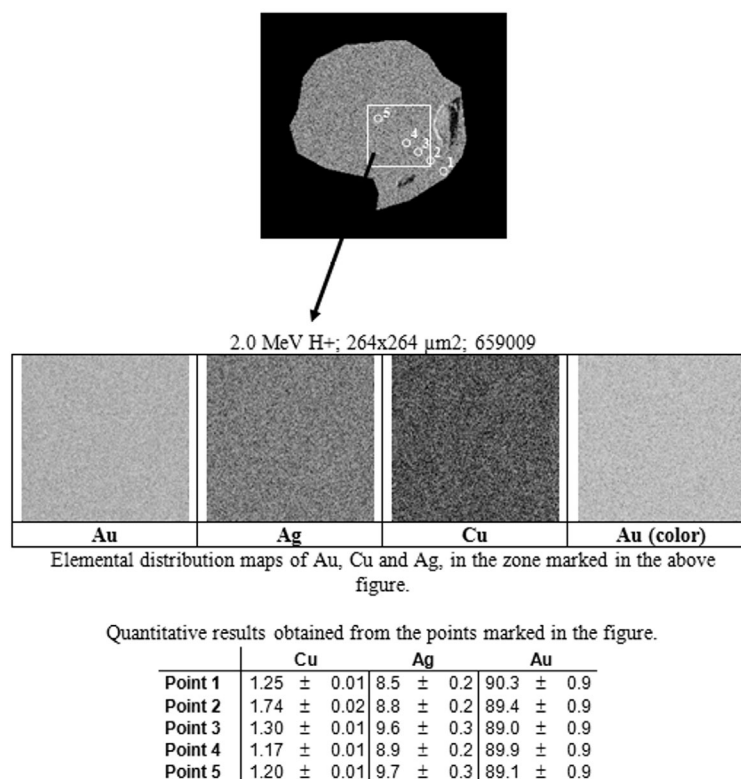 5
4
3
2
1
2.0 MeV H+; 264x264 µm2; 659009
Au Ag Cu Au (color)
Elemental distribution maps of Au, Cu and Ag, in the zone marked in the above
figure.
Quantitative results obtained from the points marked in the figure.
Cu Ag Au
Point 1 1.25 ± 0.01 8.5 ± 0.2 90.3 ± 0.9
Point 2 1.74 ± 0.02 8.8 ± 0.2 89.4 ± 0.9
Point 3 1.30 ± 0.01 9.6 ± 0.3 89.0 ± 0.9
Point 4 1.17 ± 0.01 8.9 ± 0.2 89.9 ± 0.9
Point 5 1.20 ± 0.01 9.7 ± 0.3 89.1 ± 0.9